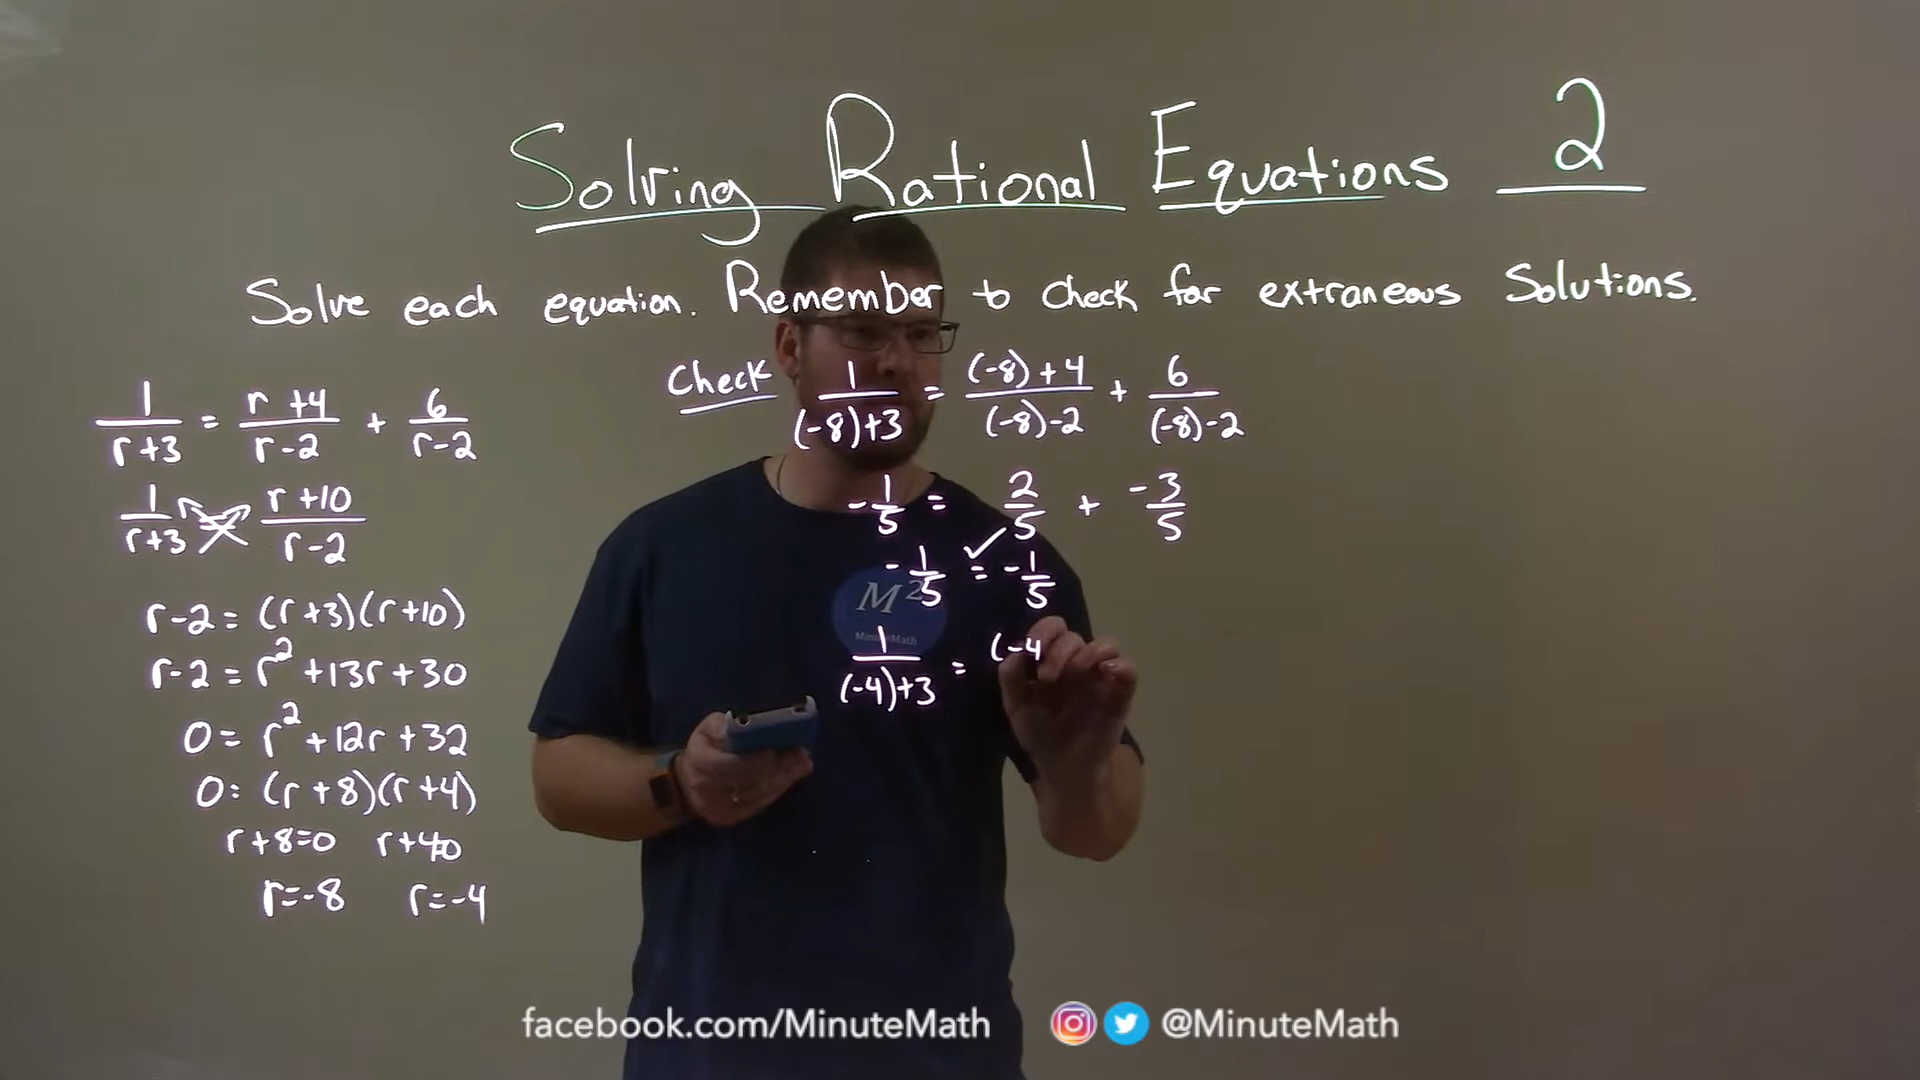 Solving Rational Equations 2
Solve each equation. Remember to check for extraneous solutions.
1/(r+3) = (r+4)/(r-2) + 6/(r-2)
1/(r+3) = (r+10)/(r-2)
r-2 = (r+3)(r+10)
r-2 = r²+13r+30
0 = r²+12r+32
0 = (r+8)(r+4)
r+8=0 r+40
r=-8 r=-4
Check 1/((-8)+3) = ((-8)+4)/((-8)-2) + 6/((-8)-2)
-1/5 = 2/5 + -3/5
✓
-1/5 = -1/5
1/((-4)+3) = (-4
M²
MinuteMath
facebook.com/MinuteMath @MinuteMath